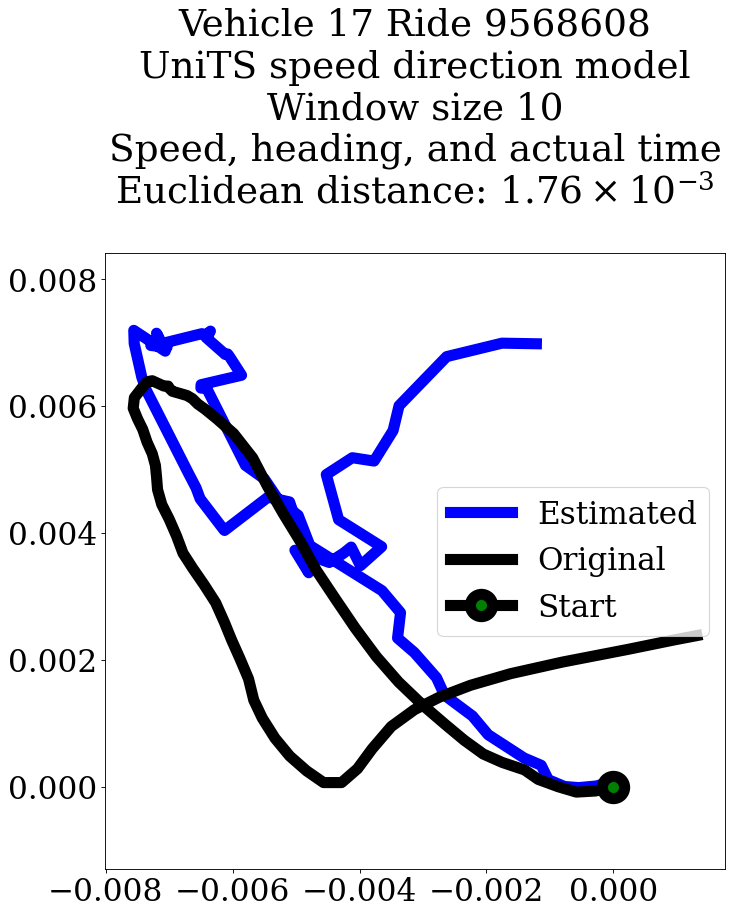 Vehicle 17 Ride 9568608
UniTS speed direction model
Window size 10
Speed, heading, and actual time
Euclidean distance: 1.76 × 10⁻³
0.008
0.006
0.004
0.002
0.000
Estimated
Original
Start
−0.008 −0.006 −0.004 −0.002 0.000